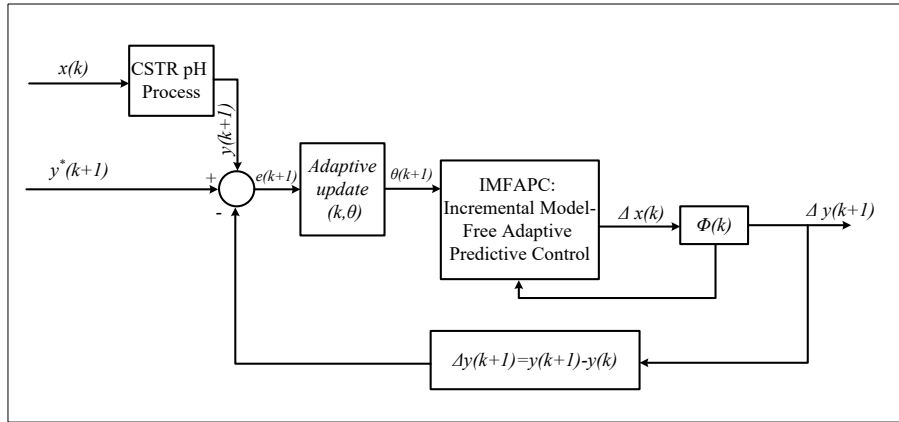 x(k)
CSTR pH
Process
y(k+1)
y*(k+1)
+
-
e(k+1)
Adaptive
update
(k,θ)
θ(k+1)
IMFAPC:
Incremental Model-
Free Adaptive
Predictive Control
Δ x(k)
Φ(k)
Δ y(k+1)
Δy(k+1)=y(k+1)-y(k)